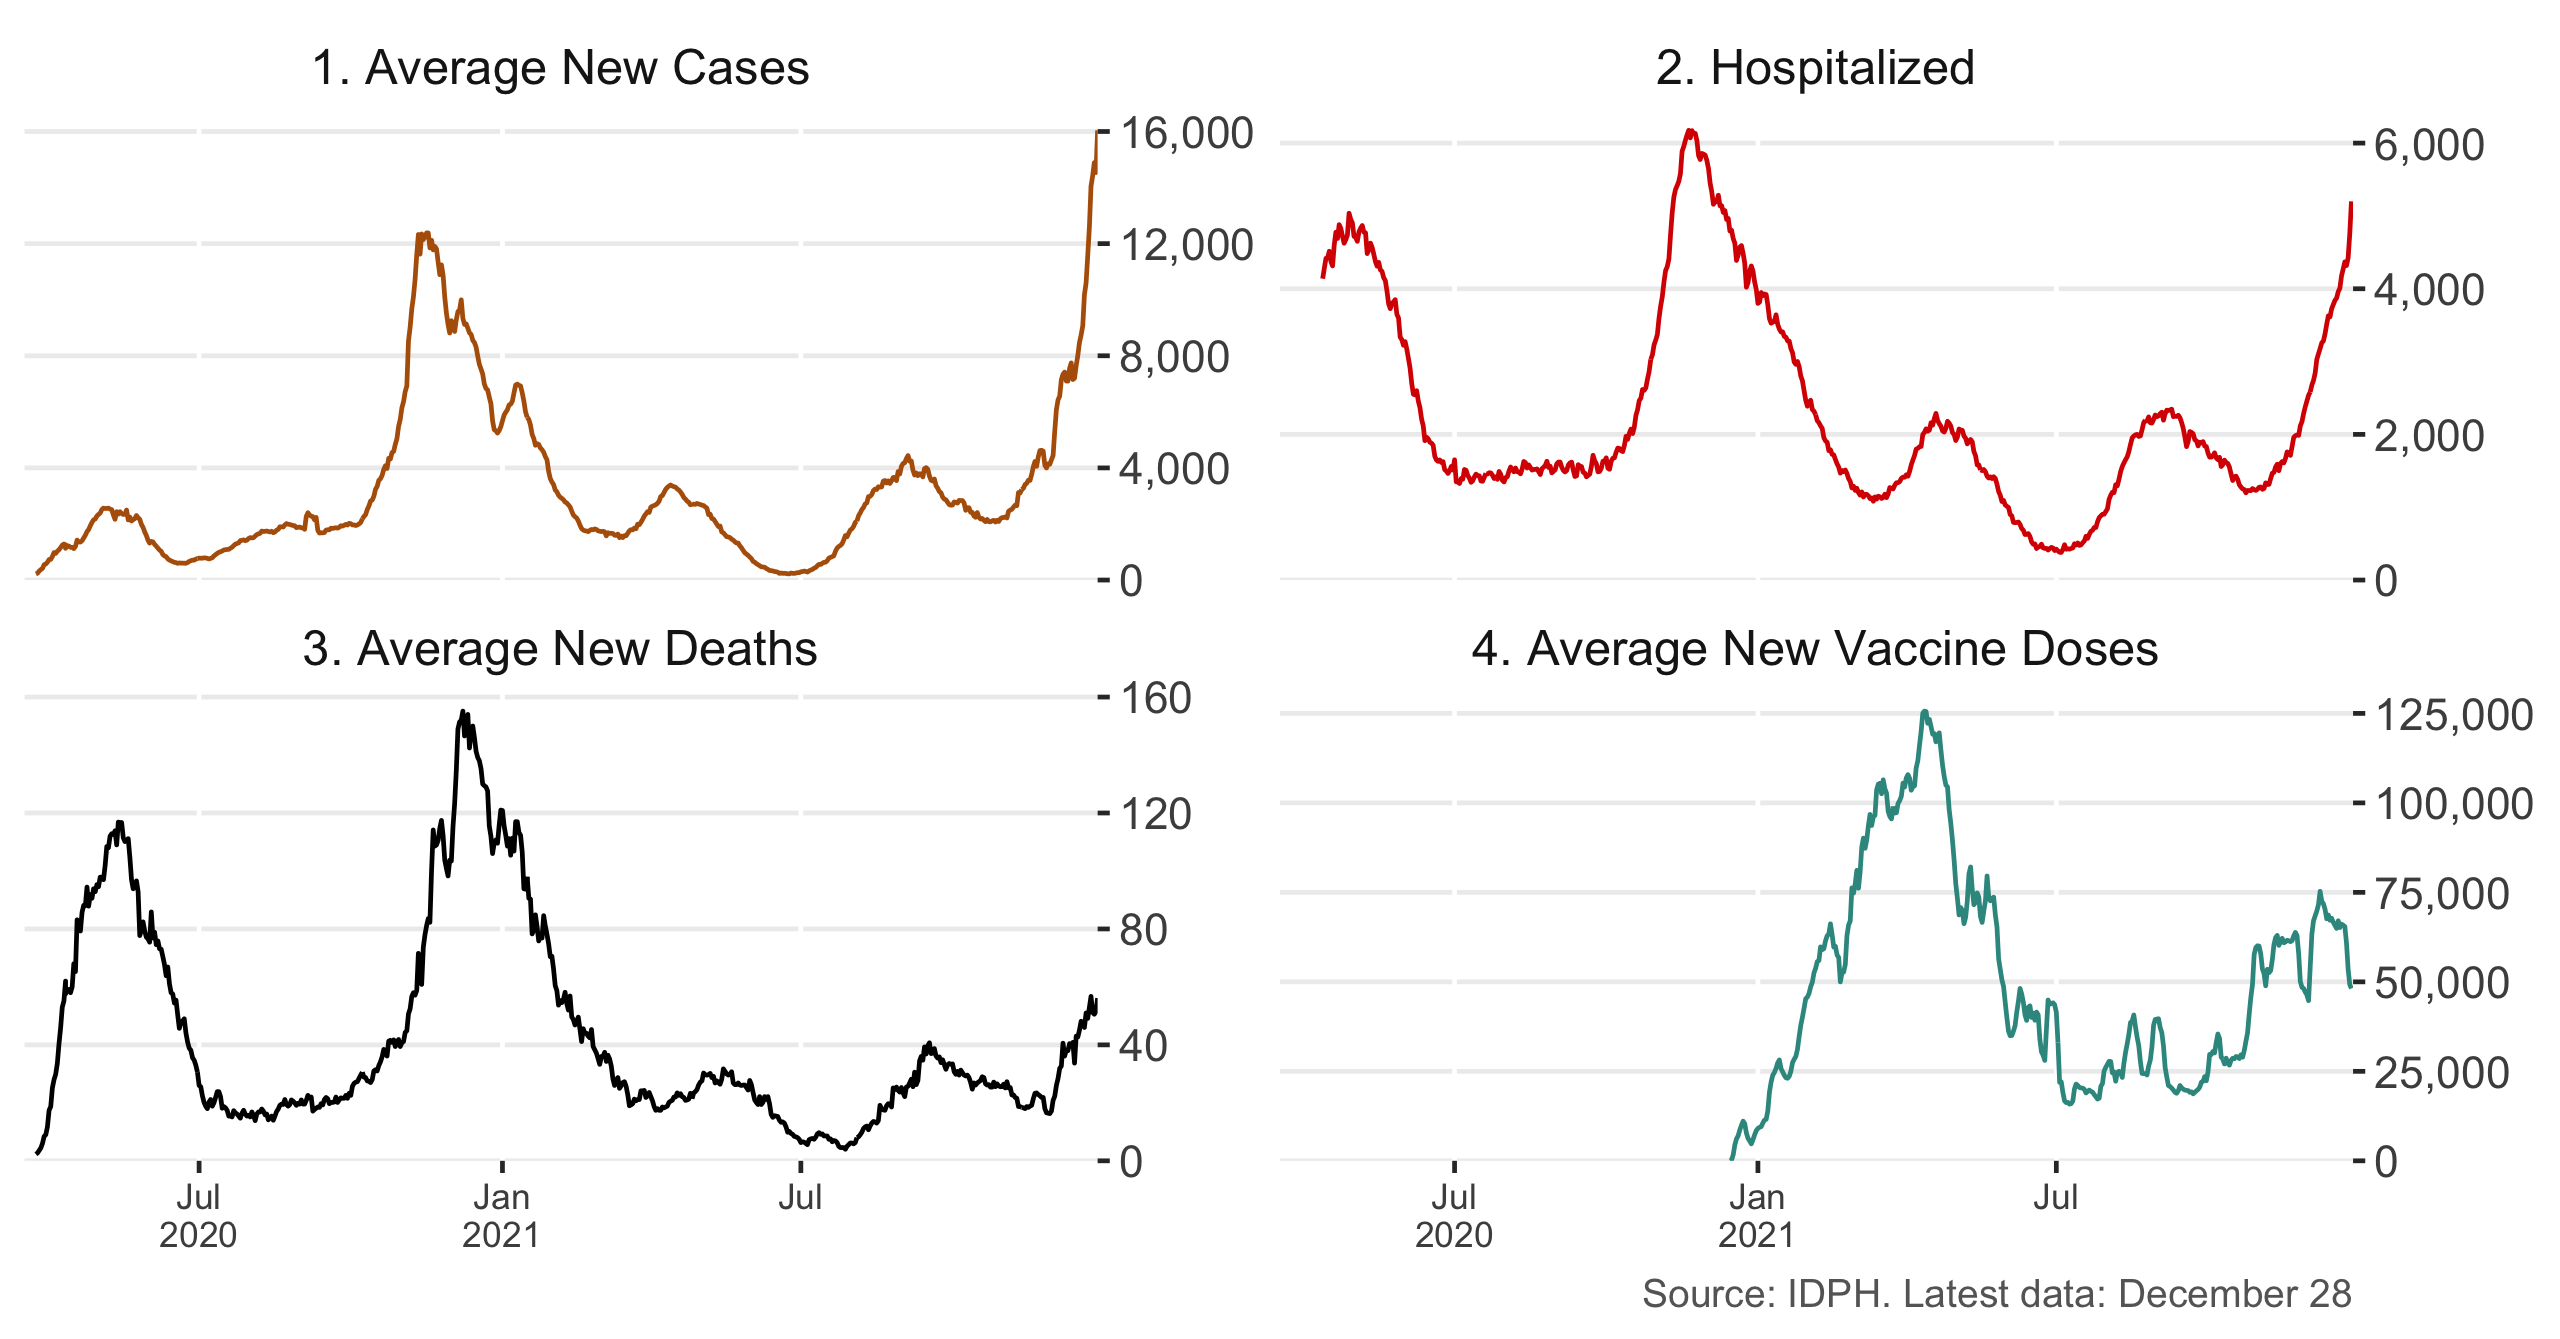 1. Average New Cases
16,000
12,000
8,000
4,000
0
2. Hospitalized
6,000
4,000
2,000
0
3. Average New Deaths
160
120
80
40
0
Jul
2020
Jan
2021
Jul
4. Average New Vaccine Doses
125,000
100,000
75,000
50,000
25,000
0
Jul
2020
Jan
2021
Jul
Source: IDPH. Latest data: December 28